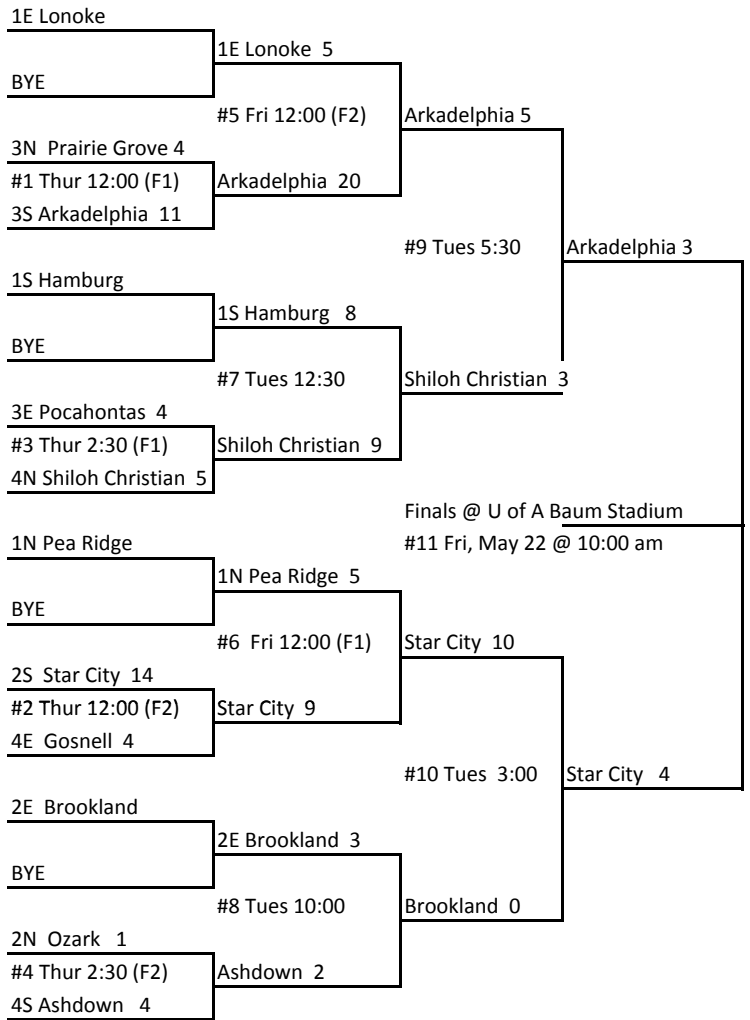 1E Lonoke
1E Lonoke 5
BYE
#5 Fri 12:00 (F2)
Arkadelphia 5
3N Prairie Grove 4
#1 Thur 12:00 (F1)
Arkadelphia 20
3S Arkadelphia 11
#9 Tues 5:30
Arkadelphia 3
1S Hamburg
1S Hamburg 8
BYE
#7 Tues 12:30
Shiloh Christian 3
3E Pocahontas 4
#3 Thur 2:30 (F1)
Shiloh Christian 9
4N Shiloh Christian 5
Finals @ U of A Baum Stadium
#11 Fri, May 22 @ 10:00 am
1N Pea Ridge
1N Pea Ridge 5
BYE
#6 Fri 12:00 (F1)
Star City 10
2S Star City 14
#2 Thur 12:00 (F2)
Star City 9
4E Gosnell 4
#10 Tues 3:00
Star City 4
2E Brookland
2E Brookland 3
BYE
#8 Tues 10:00
Brookland 0
2N Ozark 1
#4 Thur 2:30 (F2)
Ashdown 2
4S Ashdown 4